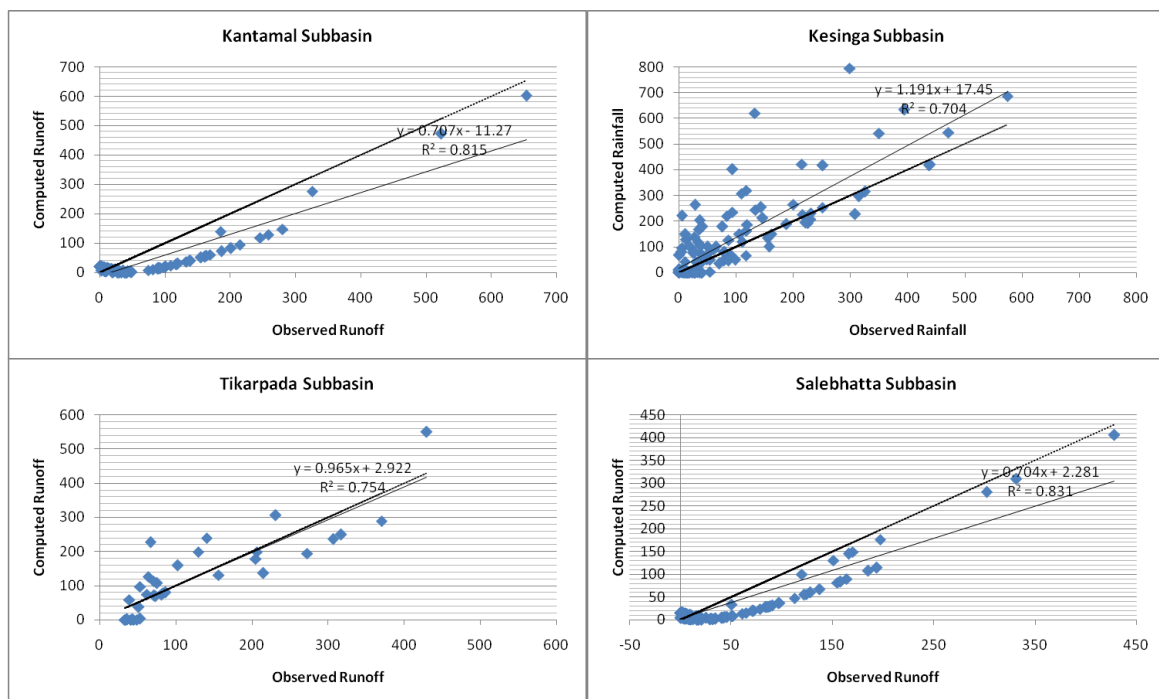 Kantamal Subbasin
700
600
500
400
300
200
100
0
Computed Runoff
y = 0.707x - 11.27
R² = 0.815
0 100 200 300 400 500 600 700
Observed Runoff
Kesinga Subbasin
800
700
600
500
400
300
200
100
0
Computed Rainfall
y = 1.191x + 17.45
R² = 0.704
0 100 200 300 400 500 600 700 800
Observed Rainfall
Tikarpada Subbasin
600
500
400
300
200
100
0
Computed Runoff
y = 0.965x + 2.922
R² = 0.754
0 100 200 300 400 500 600
Observed Runoff
Salebhatta Subbasin
450
400
350
300
250
200
150
100
50
0
Computed Runoff
y = 0.704x + 2.281
R² = 0.831
-50 50 150 250 350 450
Observed Runoff